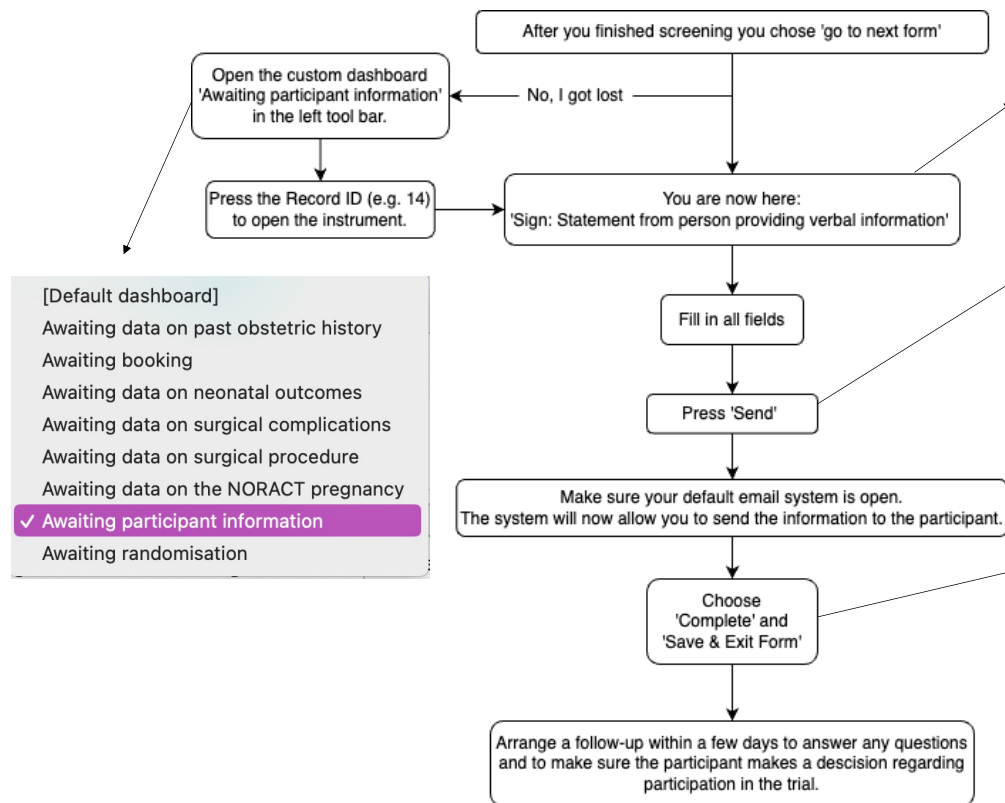 After you finished screening you chose 'go to next form'
Open the custom dashboard
'Awaiting participant information'
in the left tool bar.
No, I got lost
Press the Record ID (e.g. 14)
to open the instrument.
You are now here:
'Sign: Statement from person providing verbal information'
[Default dashboard]
Awaiting data on past obstetric history
Awaiting booking
Awaiting data on neonatal outcomes
Awaiting data on surgical complications
Awaiting data on surgical procedure
Awaiting data on the NORACT pregnancy
✓ Awaiting participant information
Awaiting randomisation
Fill in all fields
Press 'Send'
Make sure your default email system is open.
The system will now allow you to send the information to the participant.
Choose
'Complete' and
'Save & Exit Form'
Arrange a follow-up within a few days to answer any questions
and to make sure the participant makes a descision regarding
participation in the trial.